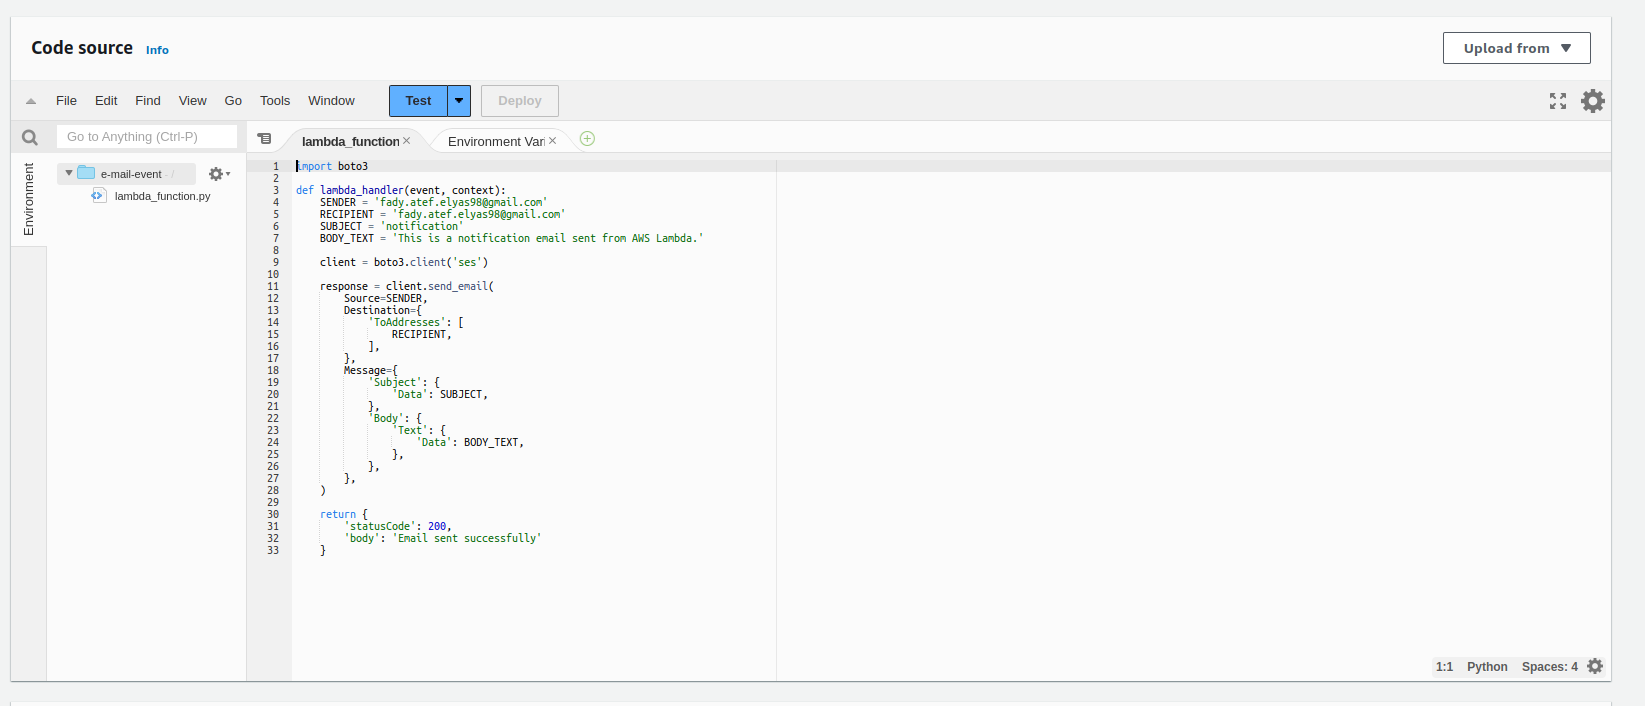 Code source Info
Upload from
File Edit Find View Go Tools Window Test Deploy
Go to Anything (Ctrl-P)
lambda_function Environment Vari
Environment
e-mail-event - /
lambda_function.py
1 import boto3
2
3 def lambda_handler(event, context):
4     SENDER = 'fady.atef.elyas98@gmail.com'
5     RECIPIENT = 'fady.atef.elyas98@gmail.com'
6     SUBJECT = 'notification'
7     BODY_TEXT = 'This is a notification email sent from AWS Lambda.'
8
9     client = boto3.client('ses')
10
11     response = client.send_email(
12         Source=SENDER,
13         Destination={
14             'ToAddresses': [
15                 RECIPIENT,
16             ],
17         },
18         Message={
19             'Subject': {
20                 'Data': SUBJECT,
21             },
22             'Body': {
23                 'Text': {
24                     'Data': BODY_TEXT,
25                 },
26             },
27         },
28     )
29
30     return {
31         'statusCode': 200,
32         'body': 'Email sent successfully'
33     }
1:1 Python Spaces: 4